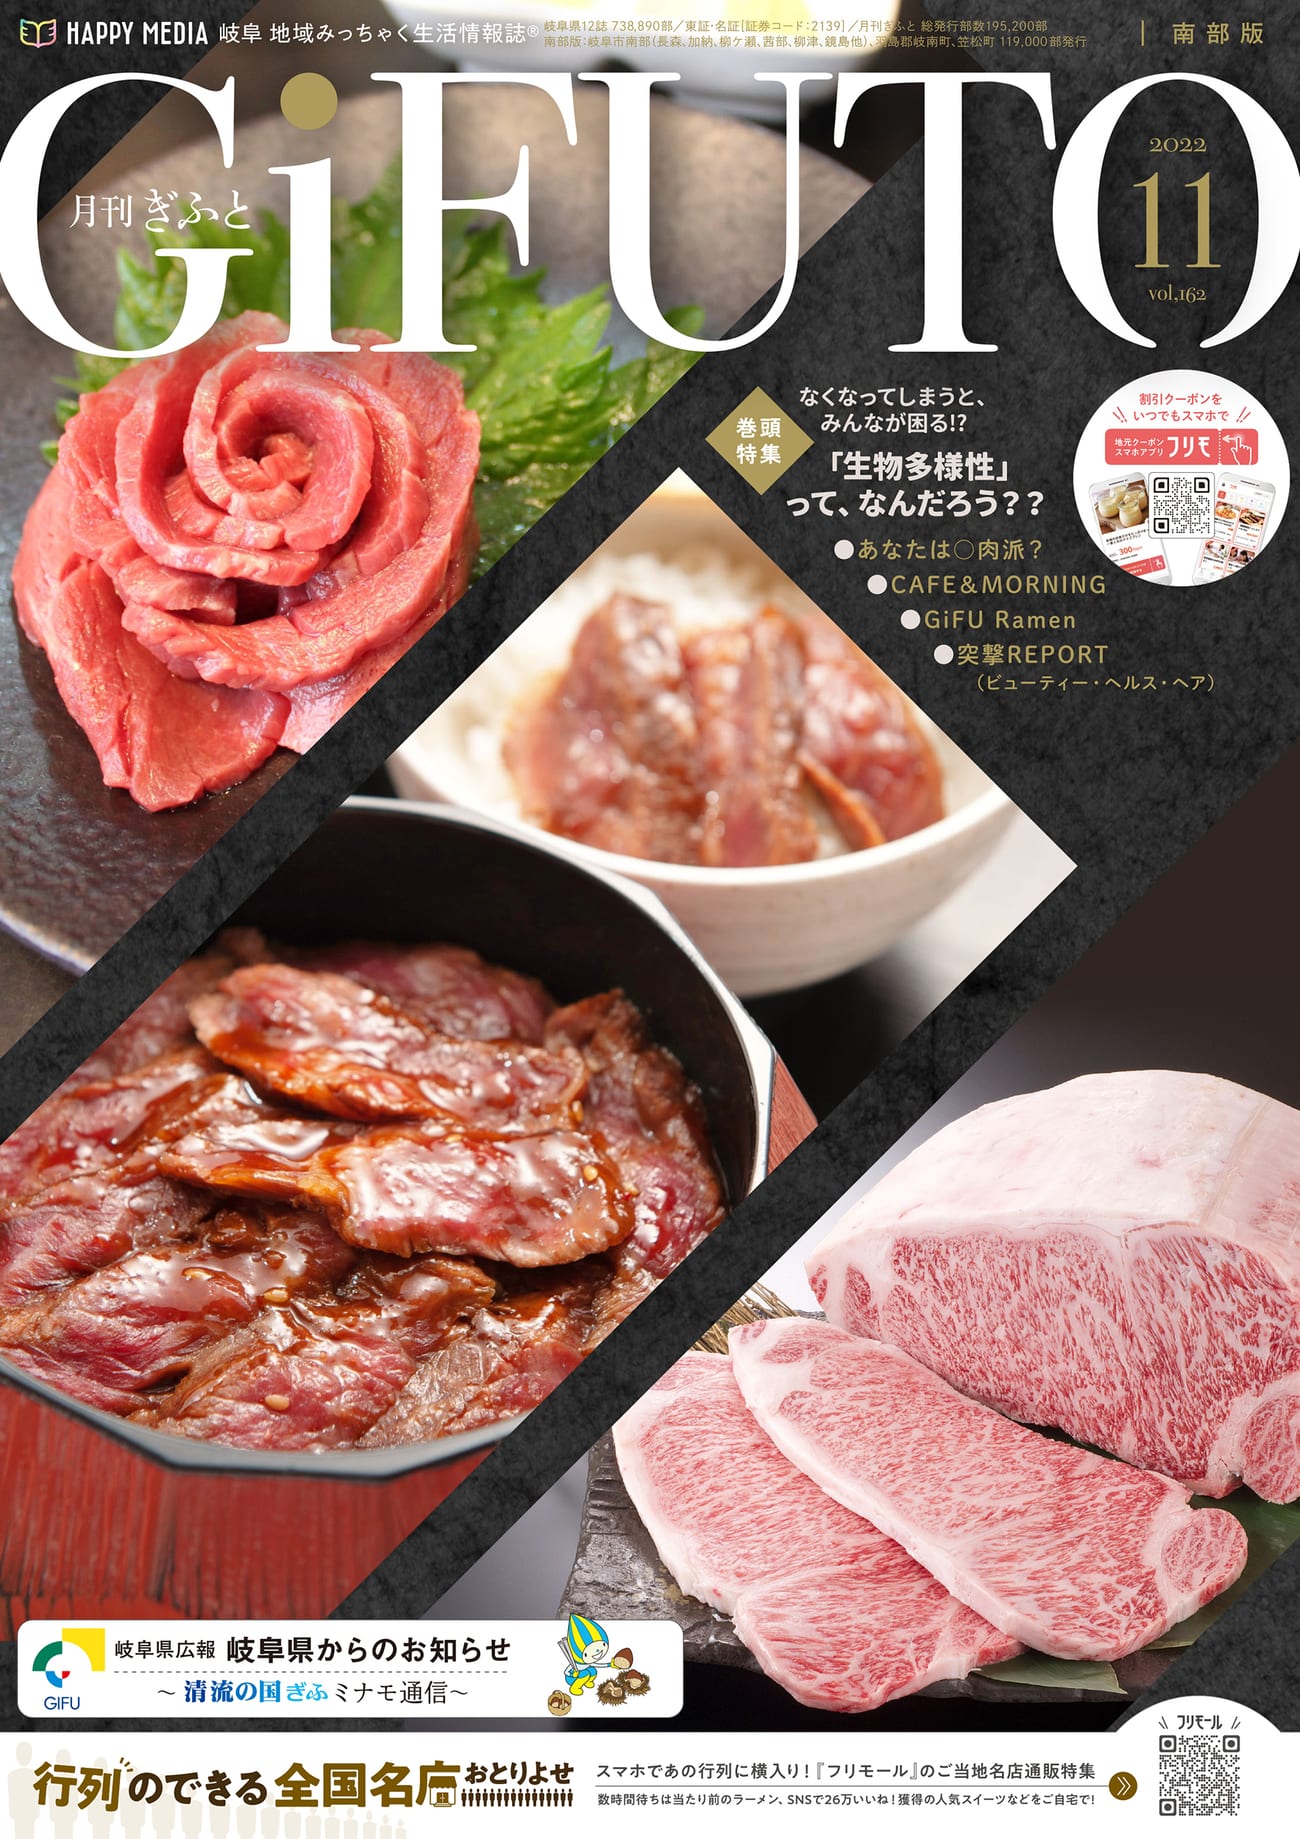 HAPPY MEDIA 岐阜 地域みっちゃく生活情報誌®
岐阜県12誌 738,890部／東証・名証[証券コード：2139]／月刊ぎふと 総発行部数195,200部
南部版：岐阜市南部(長森、加納、柳ケ瀬、茜部、柳津、鏡島他)、羽島郡岐南町、笠松町 119,000部発行
南部版
GiFUTO
月刊 ぎふと
2022
11
vol,162
巻頭
特集
なくなってしまうと、
みんなが困る!?
「生物多様性」
って、なんだろう？？
●あなたは○肉派？
●CAFE＆MORNING
●GiFU Ramen
●突撃REPORT
（ビューティー・ヘルス・ヘア）
割引クーポンを
いつでもスマホで
地元クーポン
スマホアプリ
フリモ
GIFU
岐阜県広報 岐阜県からのお知らせ
～ 清流の国ぎふ ミナモ通信～
行列のできる 全国名店 おとりよせ
スマホであの行列に横入り！『フリモール』のご当地名店通販特集
数時間待ちは当たり前のラーメン、SNSで26万いいね！獲得の人気スイーツなどをご自宅で!
フリモール